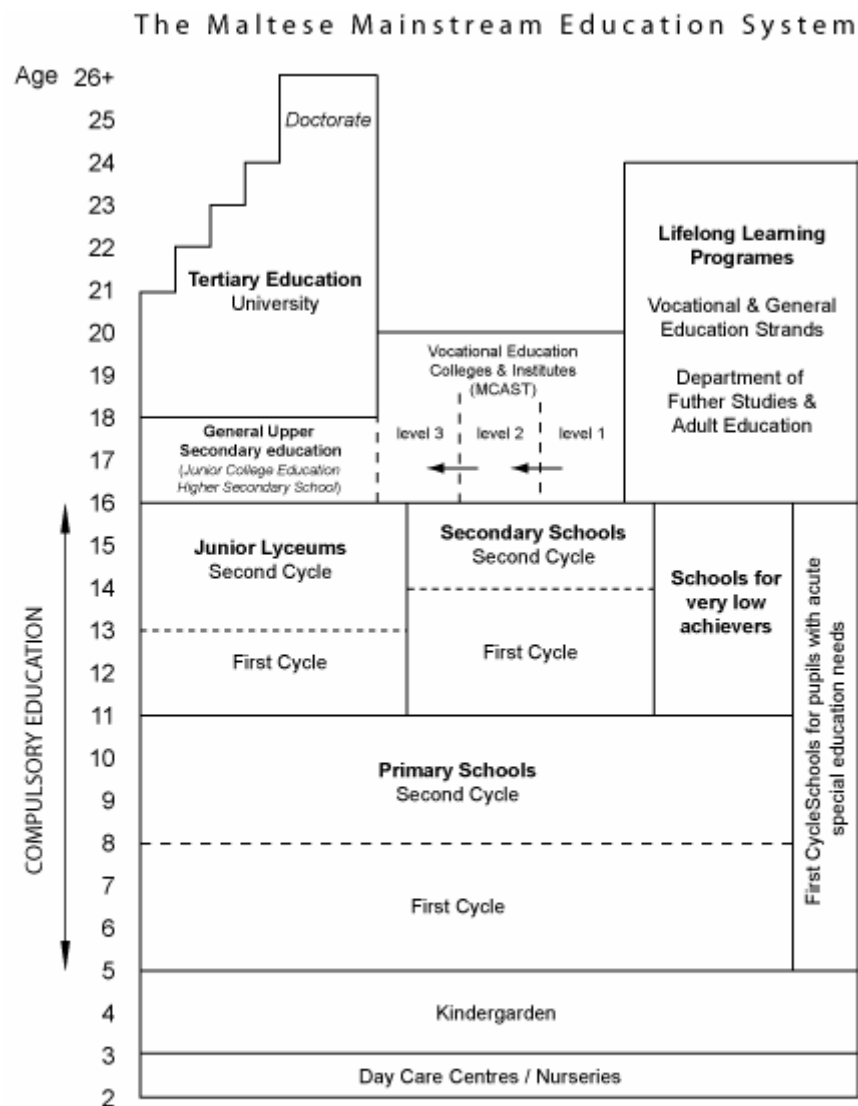 The Maltese Mainstream Education System
Age
26+
25
24
23
22
21
20
19
18
17
16
15
14
13
12
11
10
9
8
7
6
5
4
3
2
COMPULSORY EDUCATION
Doctorate
Tertiary Education
University
Lifelong Learning
Programes
Vocational & General
Education Strands
Department of
Futher Studies &
Adult Education
Vocational Education
Colleges & Institutes
(MCAST)
level 3
level 2
level 1
General Upper
Secondary education
(Junior College Education
Higher Secondary School)
Junior Lyceums
Second Cycle
First Cycle
Secondary Schools
Second Cycle
First Cycle
Schools for
very low
achievers
First CycleSchools for pupils with acute
special education needs
Primary Schools
Second Cycle
First Cycle
Kindergarden
Day Care Centres / Nurseries